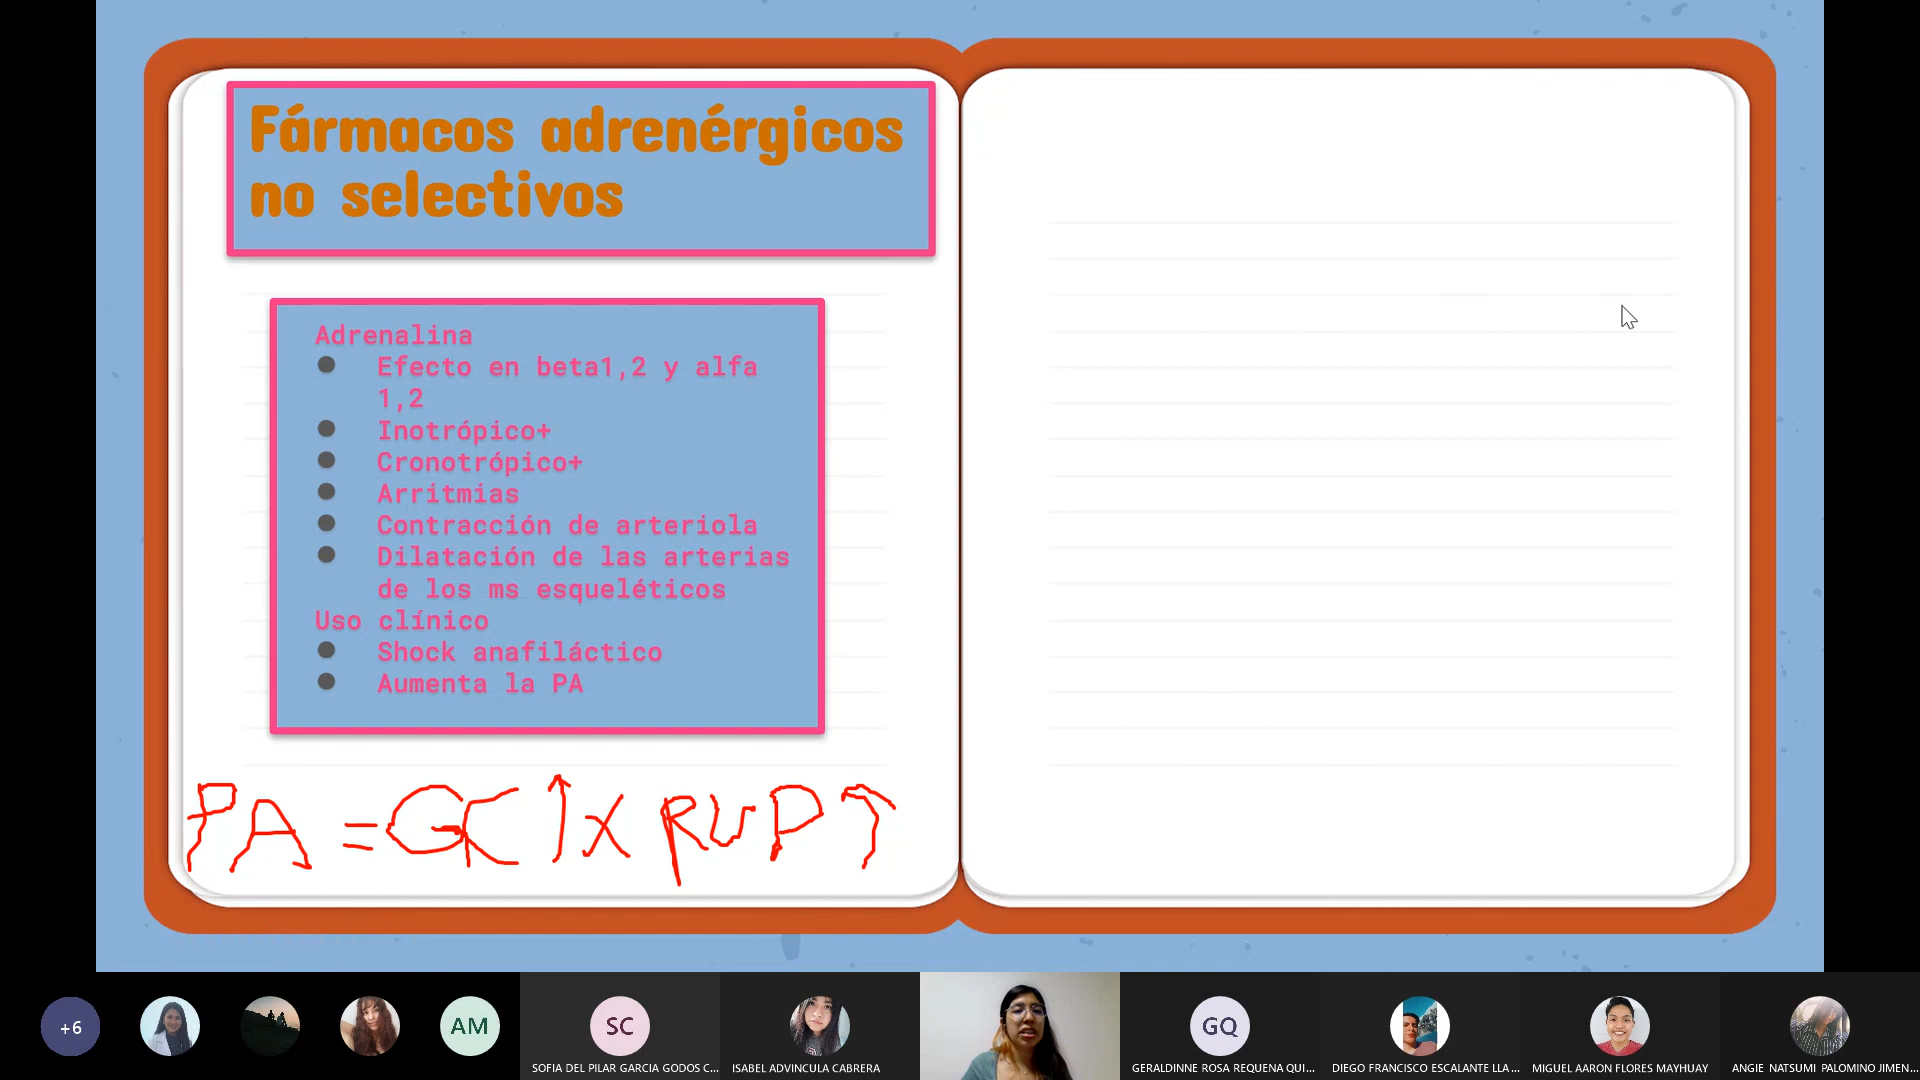 Fármacos adrenérgicos
no selectivos
Adrenalina
● Efecto en beta1,2 y alfa
1,2
● Inotrópico+
● Cronotrópico+
● Arritmias
● Contracción de arteriola
● Dilatación de las arterias
de los ms esqueléticos
Uso clínico
● Shock anafiláctico
● Aumenta la PA
PA = GC ↑ x RVP ↑
+6
AM
SC
GQ
SOFIA DEL PILAR GARCIA GODOS C...
ISABEL ADVINCULA CABRERA
GERALDINNE ROSA REQUENA QUI...
DIEGO FRANCISCO ESCALANTE LLA...
MIGUEL AARON FLORES MAYHUAY
ANGIE NATSUMI PALOMINO JIMEN...